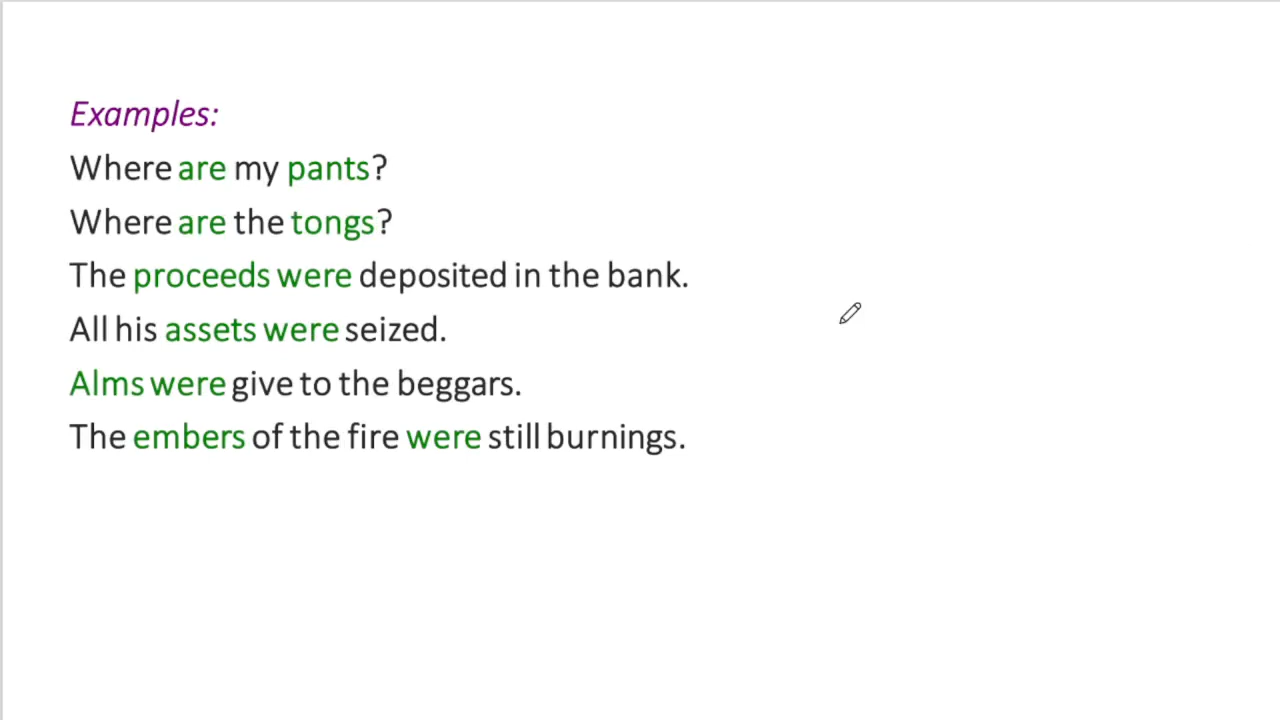 Examples:
Where are my pants?
Where are the tongs?
The proceeds were deposited in the bank.
All his assets were seized.
Alms were give to the beggars.
The embers of the fire were still burnings.